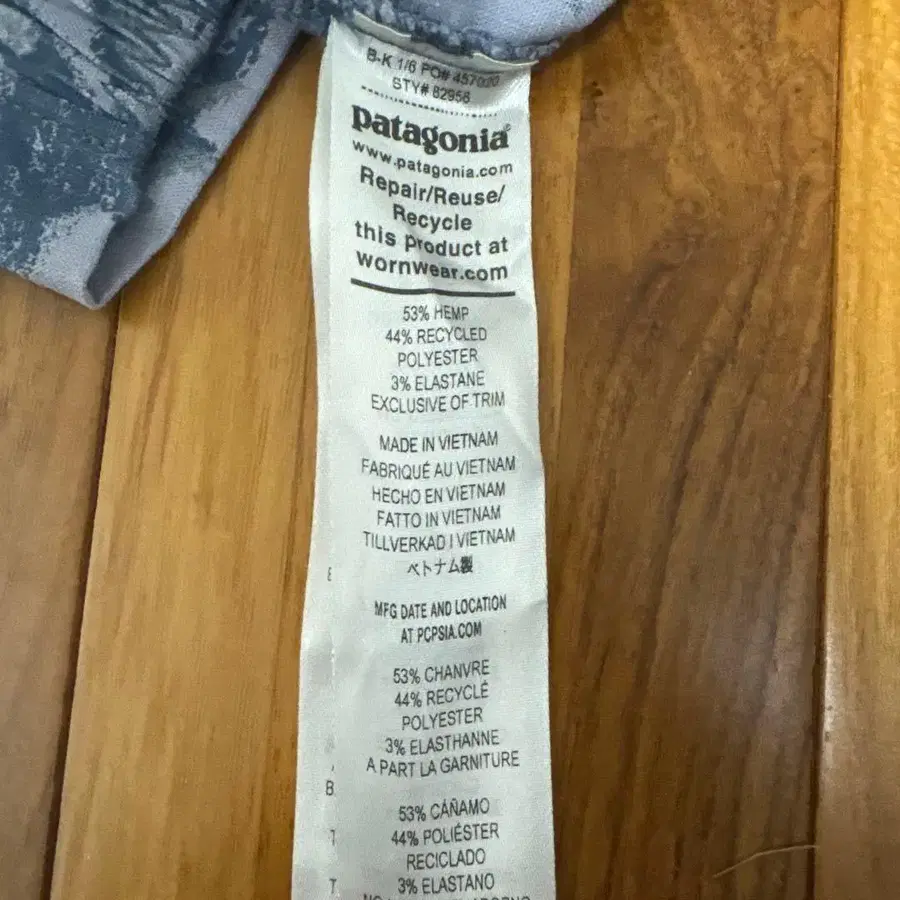 B-K 1/6 PO# 457020
STY# 82956
patagonia®
www.patagonia.com
Repair/Reuse/
Recycle
this product at
wornwear.com
53% HEMP
44% RECYCLED
POLYESTER
3% ELASTANE
EXCLUSIVE OF TRIM
MADE IN VIETNAM
FABRIQUÉ AU VIETNAM
HECHO EN VIETNAM
FATTO IN VIETNAM
TILLVERKAD I VIETNAM
ベトナム製
MFG DATE AND LOCATION
AT PCPSIA.COM
53% CHANVRE
44% RECYCLÉ
POLYESTER
3% ELASTHANNE
A PART LA GARNITURE
53% CÁÑAMO
44% POLIÉSTER
RECICLADO
3% ELASTANO